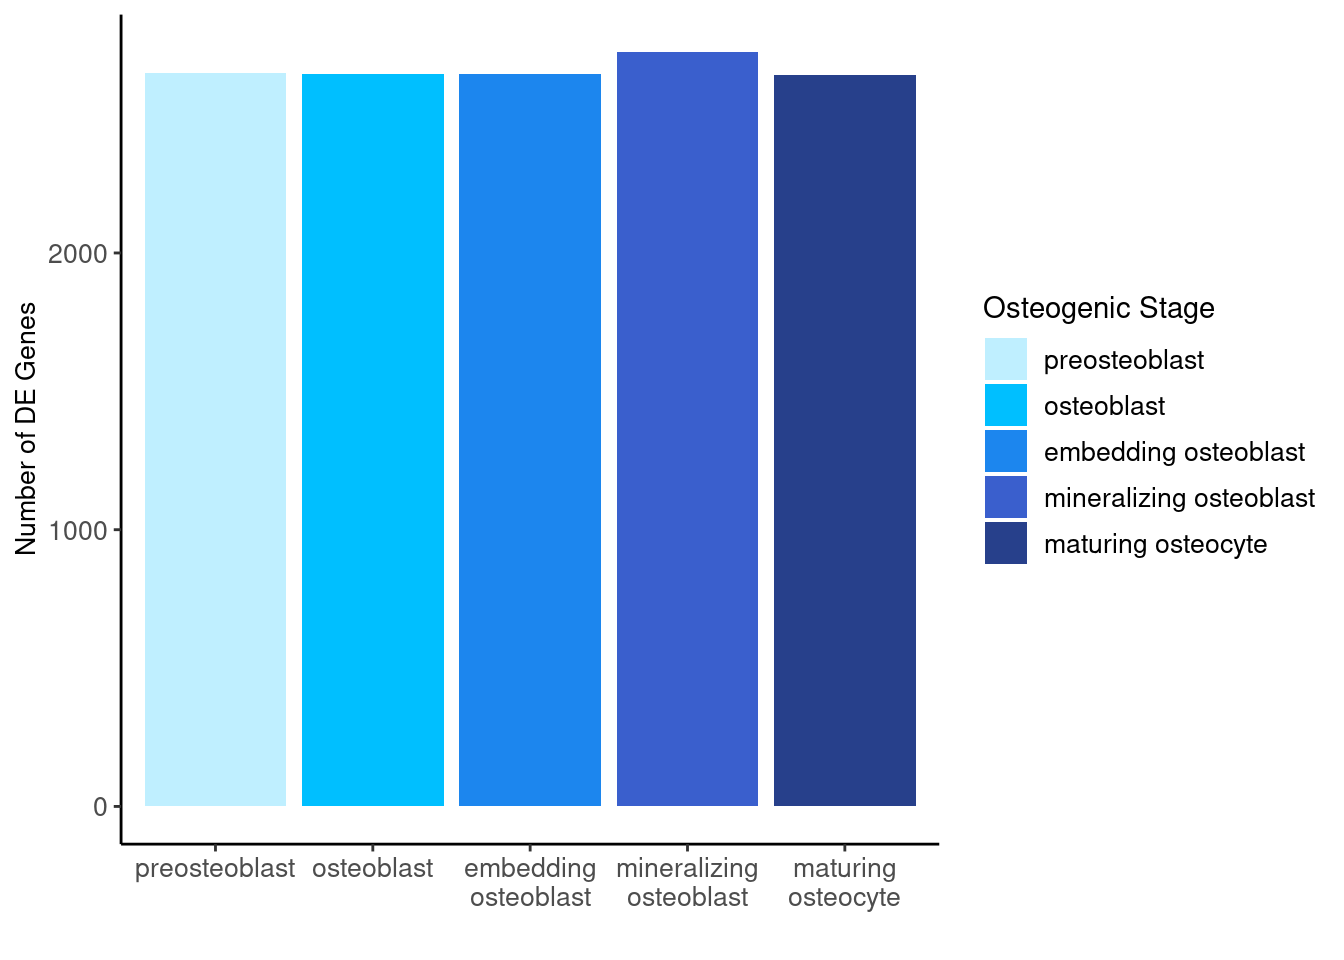 Number of DE Genes
2000
1000
0
preosteoblast
osteoblast
embedding
osteoblast
mineralizing
osteoblast
maturing
osteocyte
Osteogenic Stage
preosteoblast
osteoblast
embedding osteoblast
mineralizing osteoblast
maturing osteocyte